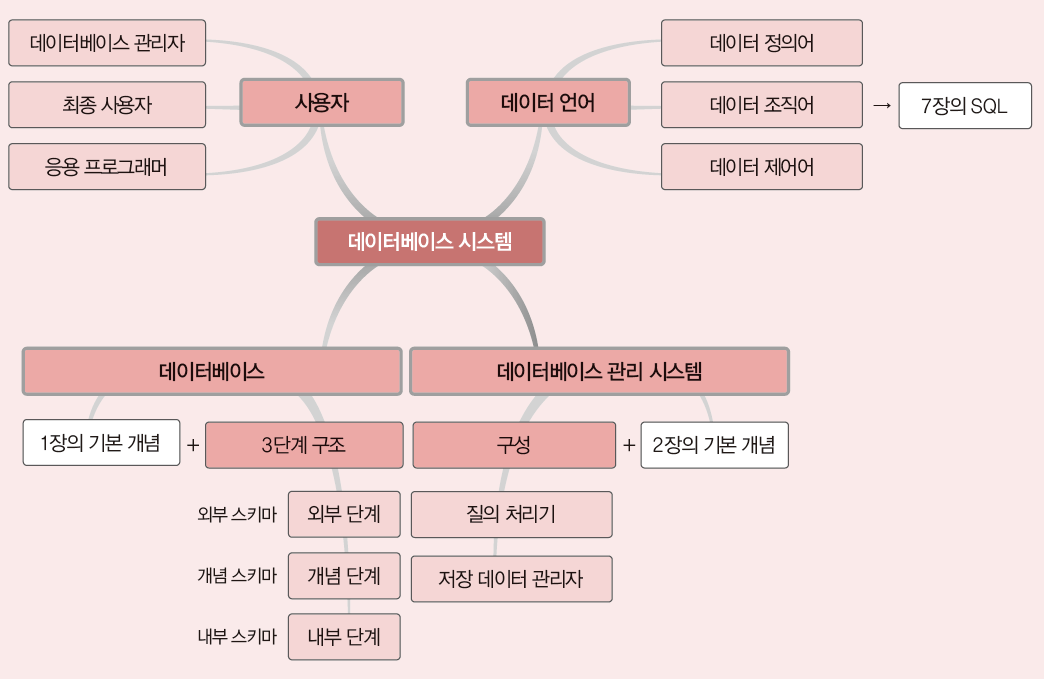 데이터베이스 관리자
최종 사용자
응용 프로그래머
사용자
데이터 언어
데이터 정의어
데이터 조직어
→ 7장의 SQL
데이터 제어어
데이터베이스 시스템
데이터베이스
1장의 기본 개념 + 3단계 구조
외부 스키마 외부 단계
개념 스키마 개념 단계
내부 스키마 내부 단계
데이터베이스 관리 시스템
구성 + 2장의 기본 개념
질의 처리기
저장 데이터 관리자